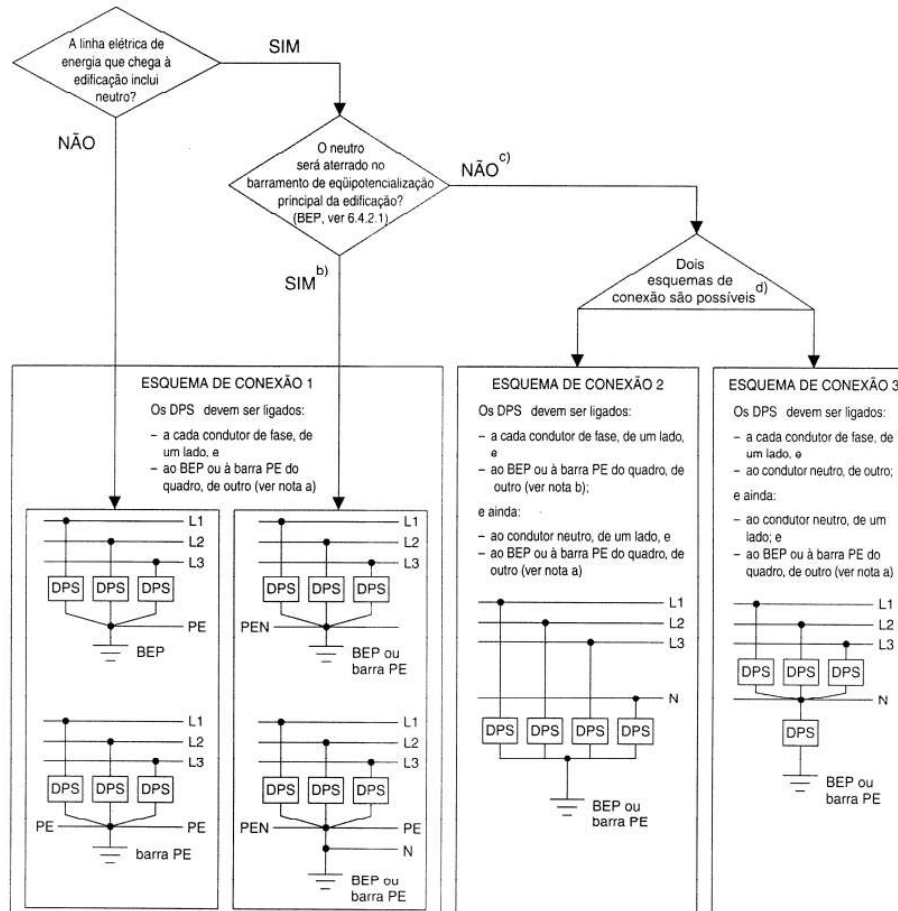 A linha elétrica de
energia que chega à
edificação inclui
neutro?
SIM
NÃO
O neutro
será aterrado no
barramento de eqüipotencialização
principal da edificação?
(BEP, ver 6.4.2.1)
NÃO c)
SIM b)
Dois
esquemas de
conexão são possíveis d)
ESQUEMA DE CONEXÃO 1
Os DPS devem ser ligados:
– a cada condutor de fase, de
um lado, e
– ao BEP ou à barra PE do
quadro, de outro (ver nota a)
L1
L2
L3
DPS DPS DPS
PE
BEP
L1
L2
L3
DPS DPS DPS
PE PE
barra PE
L1
L2
L3
DPS DPS DPS
PEN
BEP ou
barra PE
L1
L2
L3
DPS DPS DPS
PEN PE
N
BEP ou
barra PE
ESQUEMA DE CONEXÃO 2
Os DPS devem ser ligados:
– a cada condutor de fase, de um lado,
e
– ao BEP ou à barra PE do quadro, de
outro (ver nota b);
e ainda:
– ao condutor neutro, de um lado, e
– ao BEP ou à barra PE do quadro, de
outro (ver nota a)
L1
L2
L3
N
DPS DPS DPS DPS
BEP ou
barra PE
ESQUEMA DE CONEXÃO 3
Os DPS devem ser ligados:
– a cada condutor de fase, de
um lado, e
– ao condutor neutro, de outro;
e ainda:
– ao condutor neutro, de um
lado; e
– ao BEP ou à barra PE do
quadro, de outro (ver nota a)
L1
L2
L3
DPS DPS DPS
N
DPS
BEP ou
barra PE